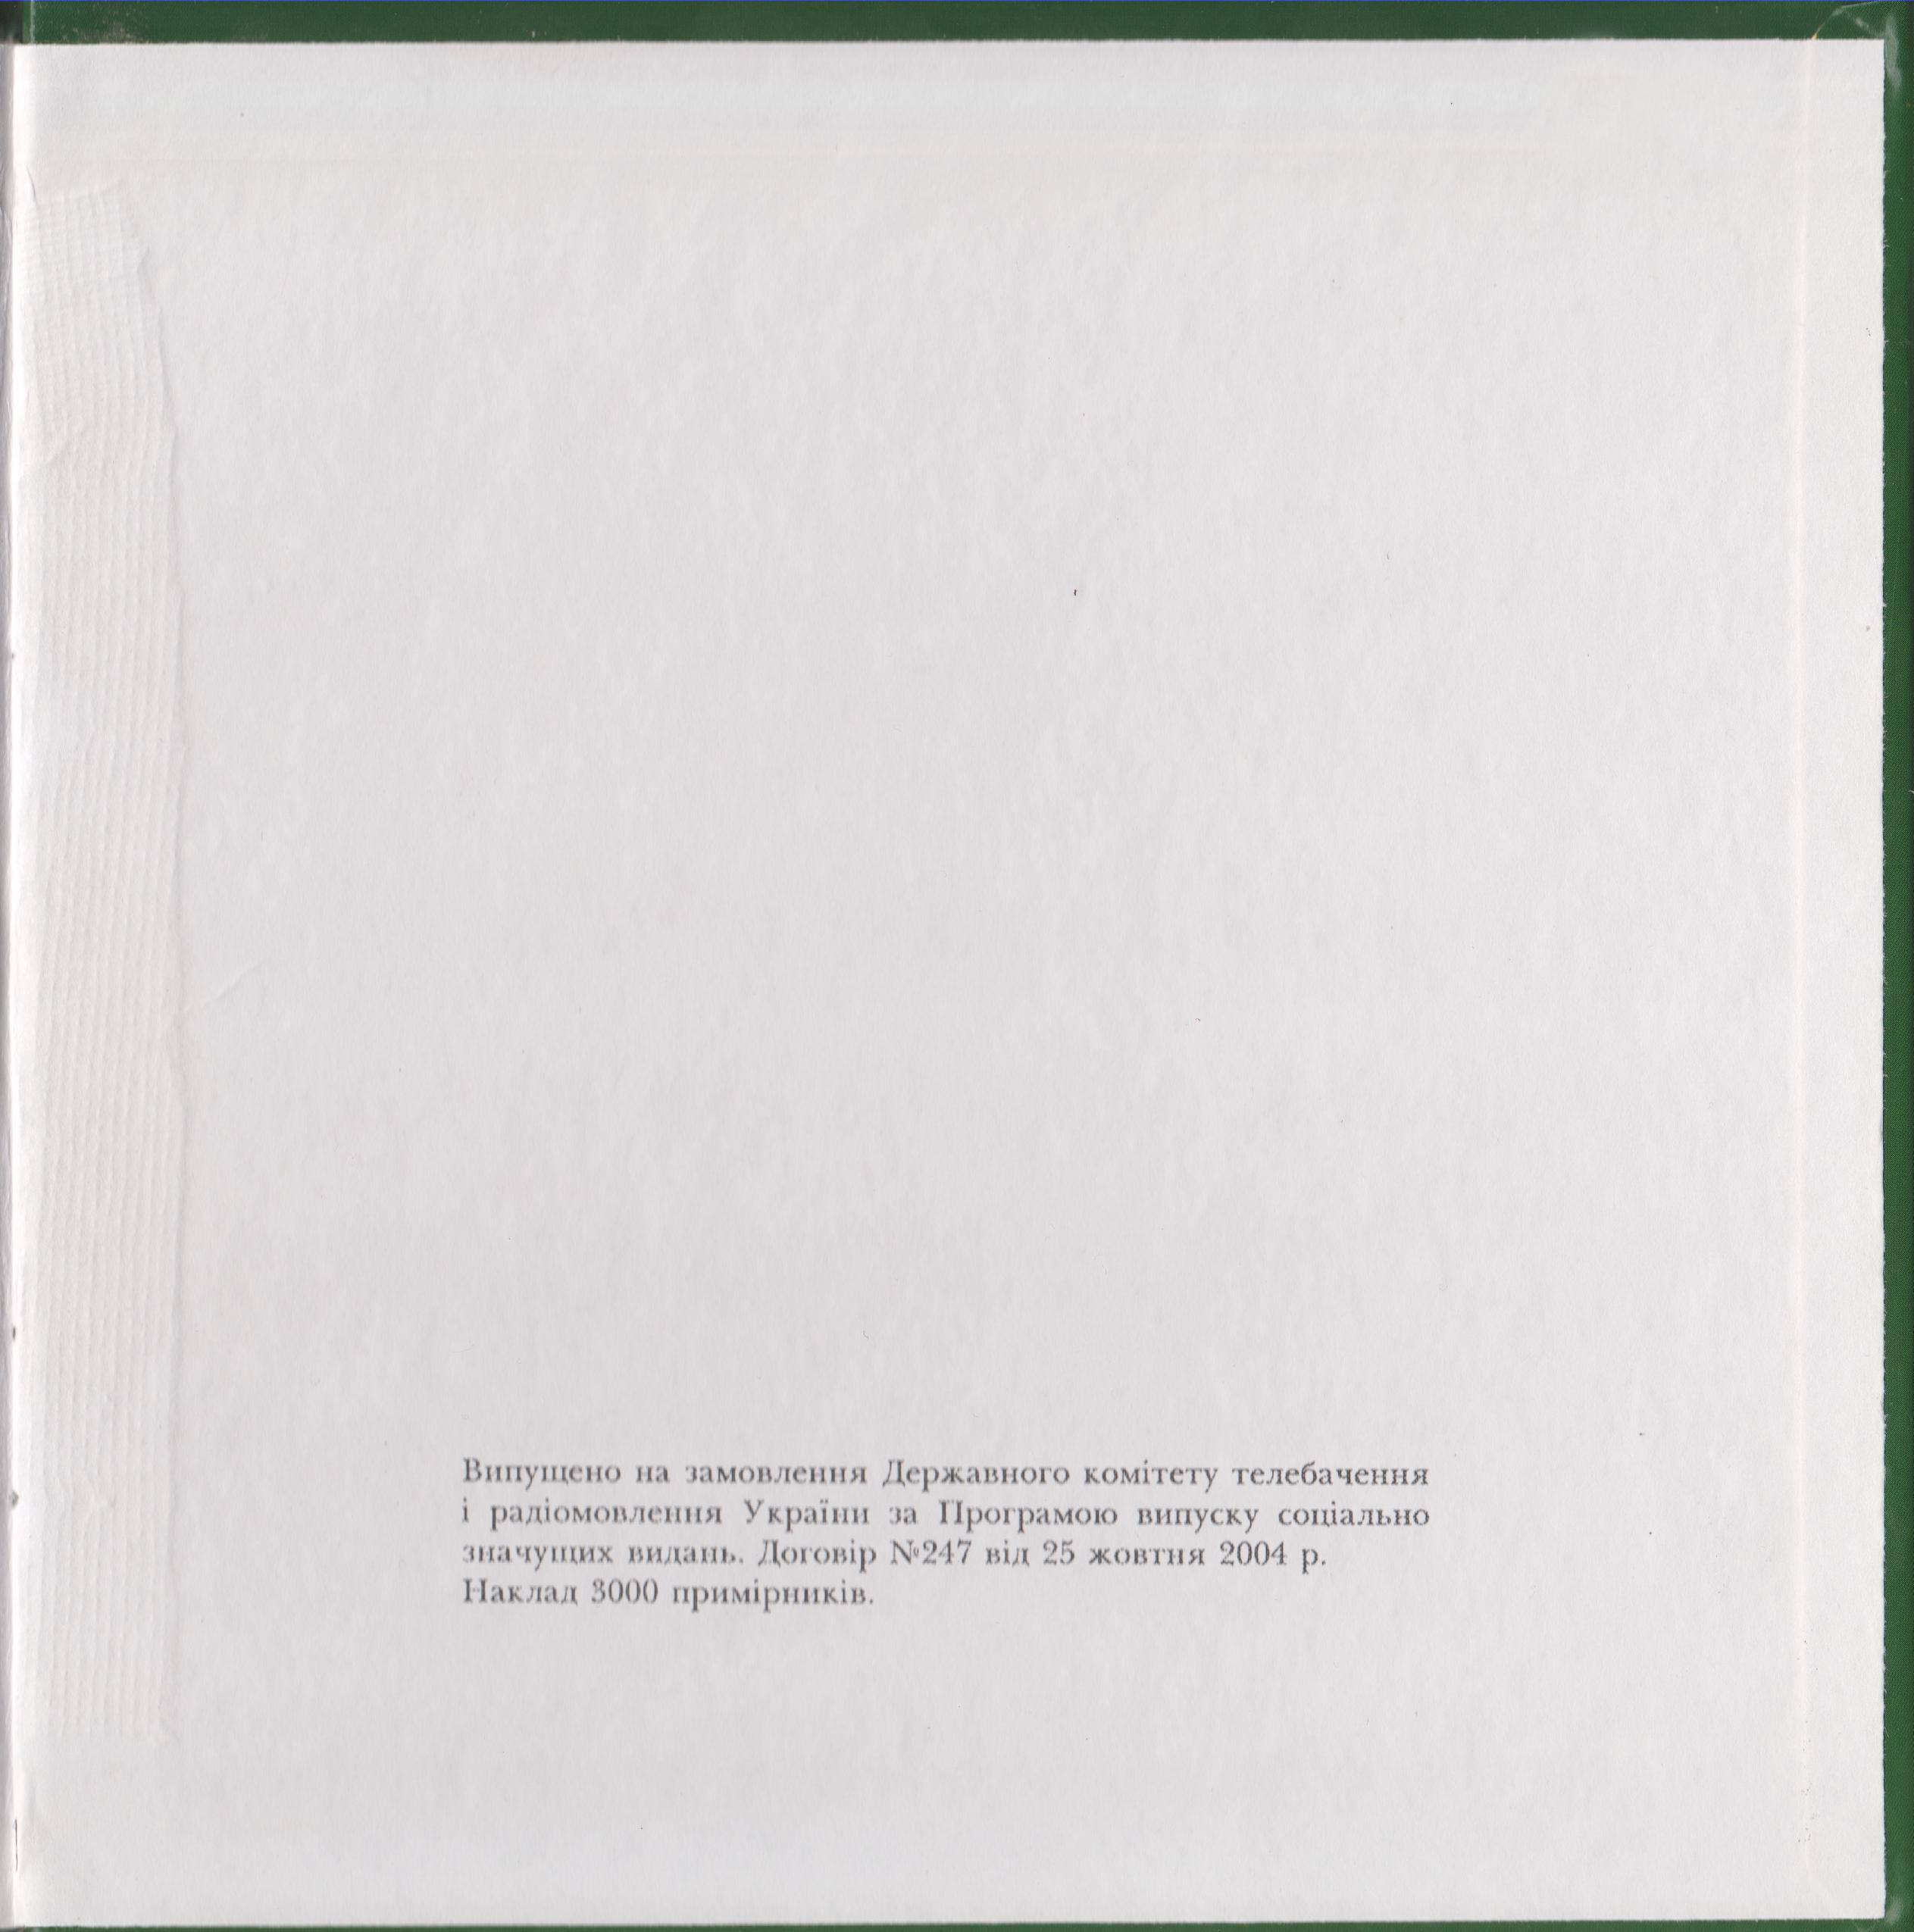 Випущено на замовлення Державного комітету телебачення
і радіомовлення України за Програмою випуску соціально
значущих видань. Договір №247 від 25 жовтня 2004 р.
Наклад 3000 примірників.